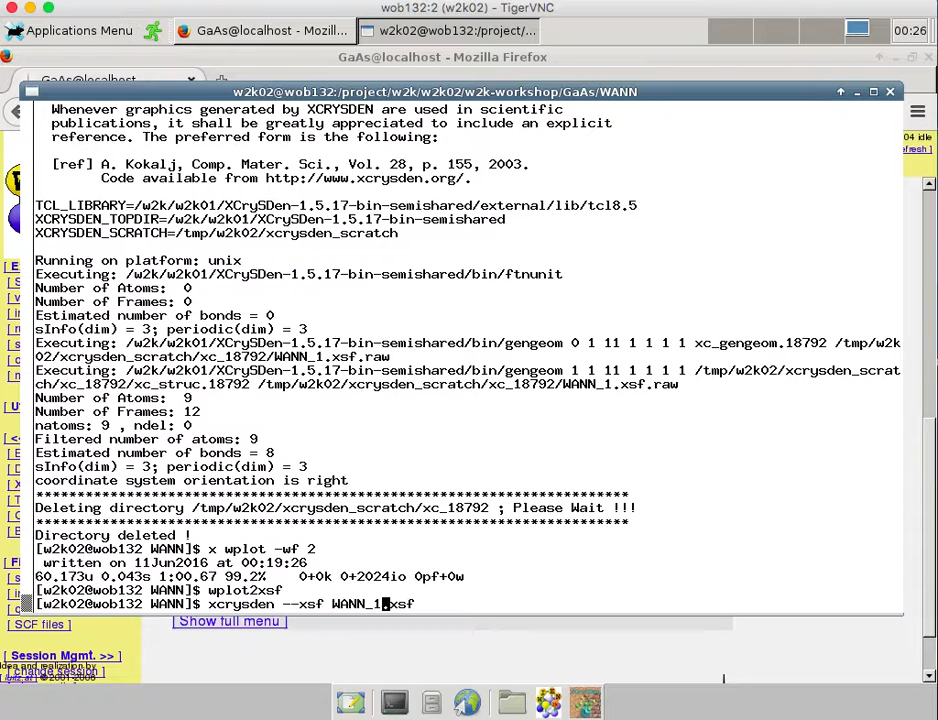 wob132:2 (w2k02) - TigerVNC
Applications Menu
GaAs@localhost - Mozill...
w2k02@wob132:/project/...
00:26
GaAs@localhost - Mozilla Firefox
GaAs@localhost
w2k02@wob132:/project/w2k/w2k02/w2k-workshop/GaAs/WANN
Whenever graphics generated by XCRYSDEN are used in scientific
publications, it shall be greatly appreciated to include an explicit
reference. The preferred form is the following:
[ref] A. Kokalj, Comp. Mater. Sci., Vol. 28, p. 155, 2003.
Code available from http://www.xcrysden.org/.
TCL_LIBRARY=/w2k/w2k01/XCrySDen-1.5.17-bin-semishared/external/lib/tcl8.5
XCRYSDEN_TOPDIR=/w2k/w2k01/XCrySDen-1.5.17-bin-semishared
XCRYSDEN_SCRATCH=/tmp/w2k02/xcrysden_scratch
Running on platform: unix
Executing: /w2k/w2k01/XCrySDen-1.5.17-bin-semishared/bin/ftnunit
Number of Atoms:  0
Number of Frames: 0
Estimated number of bonds = 0
sInfo(dim) = 3; periodic(dim) = 3
Executing: /w2k/w2k01/XCrySDen-1.5.17-bin-semishared/bin/gengeom 0 1 11 1 1 1 1 xc_gengeom.18792 /tmp/w2k
02/xcrysden_scratch/xc_18792/WANN_1.xsf.raw
Executing: /w2k/w2k01/XCrySDen-1.5.17-bin-semishared/bin/gengeom 1 1 11 1 1 1 1 /tmp/w2k02/xcrysden_scrat
ch/xc_18792/xc_struc.18792 /tmp/w2k02/xcrysden_scratch/xc_18792/WANN_1.xsf.raw
Number of Atoms:  9
Number of Frames: 12
natoms: 9 , ndel: 0
Filtered number of atoms: 9
Estimated number of bonds = 8
sInfo(dim) = 3; periodic(dim) = 3
coordinate system orientation is right
************************************************************************
Deleting directory /tmp/w2k02/xcrysden_scratch/xc_18792 ; Please Wait !!!
************************************************************************
Directory deleted !
[w2k02@wob132 WANN]$ x wplot -wf 2
written on 11Jun2016 at 00:19:26
60.173u 0.043s 1:00.67 99.2%     0+0k 0+2024io 0pf+0w
[w2k02@wob132 WANN]$ wplot2xsf
[w2k02@wob132 WANN]$ xcrysden --xsf WANN_1.xsf
04 idle
efresh ]
[ SCF files ]
[ Show full menu ]
Session Mgmt. >> ]
[ change session ]